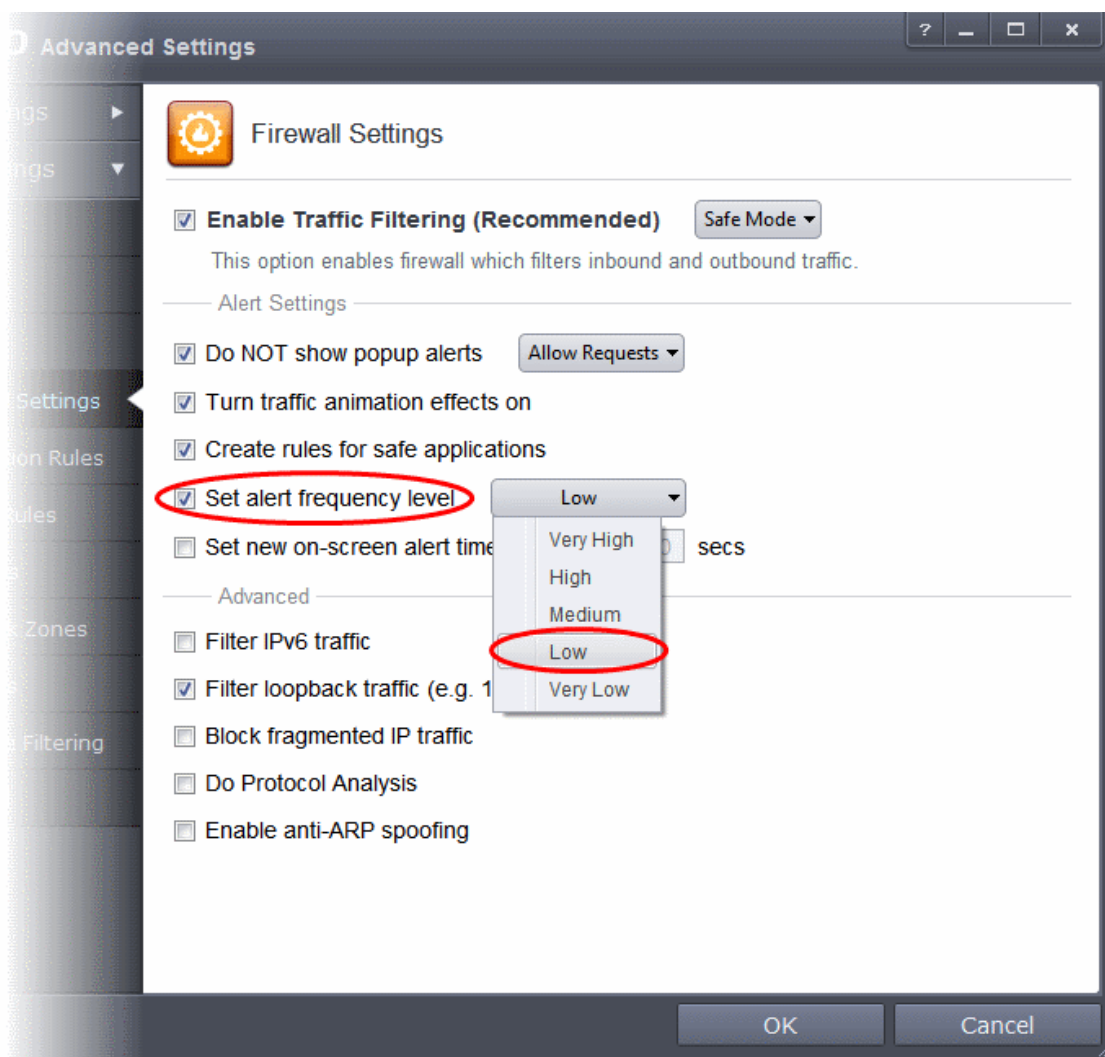 Advanced Settings
?
Firewall Settings
Enable Traffic Filtering (Recommended) Safe Mode
This option enables firewall which filters inbound and outbound traffic.
Alert Settings
Do NOT show popup alerts Allow Requests
Turn traffic animation effects on
Create rules for safe applications
Set alert frequency level Low
Very High
Set new on-screen alert time secs
High
Advanced
Medium
Filter IPv6 traffic
Low
Filter loopback traffic (e.g. 1
Very Low
Block fragmented IP traffic
Do Protocol Analysis
Enable anti-ARP spoofing
Settings
Rules
Zones
Filtering
OK Cancel